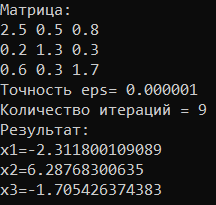 Матрица:
2.5 0.5 0.8
0.2 1.3 0.3
0.6 0.3 1.7
Точность eps= 0.000001
Количество итераций = 9
Результат:
x1=-2.311800109089
x2=6.28768300635
x3=-1.705426374383